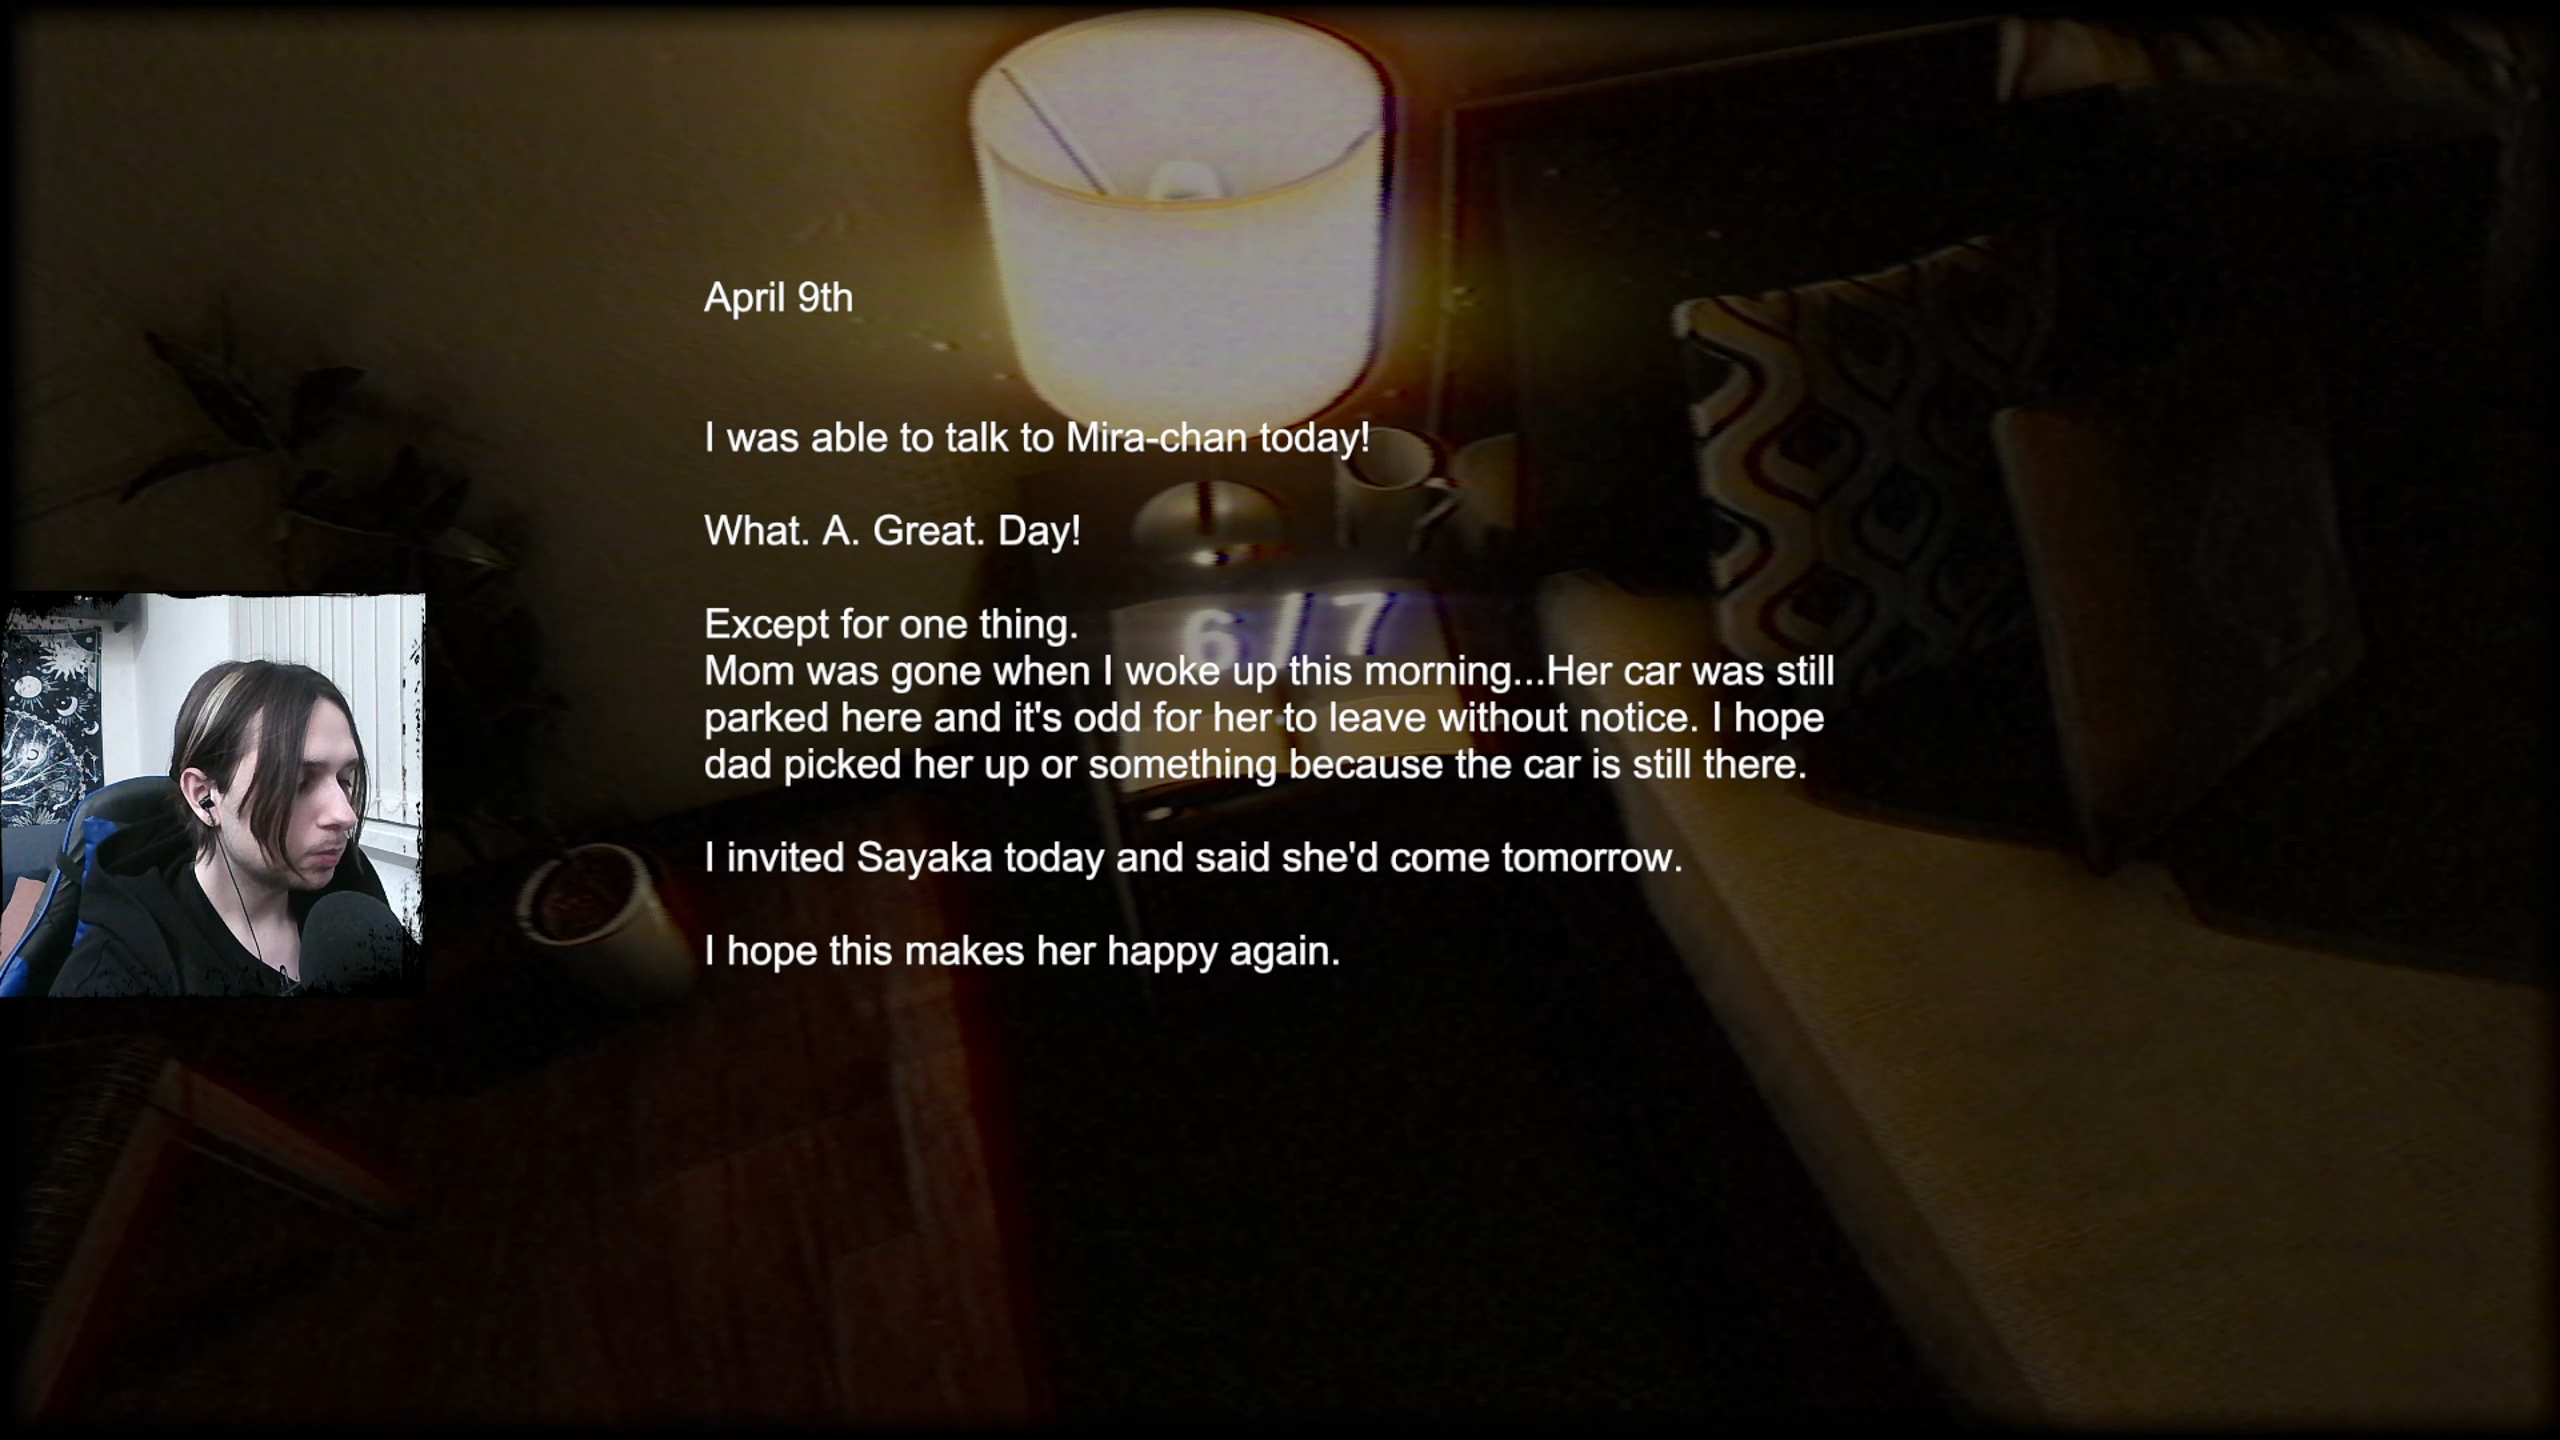 April 9th
I was able to talk to Mira-chan today!
What. A. Great. Day!
Except for one thing.
6/7
Mom was gone when I woke up this morning...Her car was still
parked here and it's odd for her to leave without notice. I hope
dad picked her up or something because the car is still there.
I invited Sayaka today and said she'd come tomorrow.
I hope this makes her happy again.